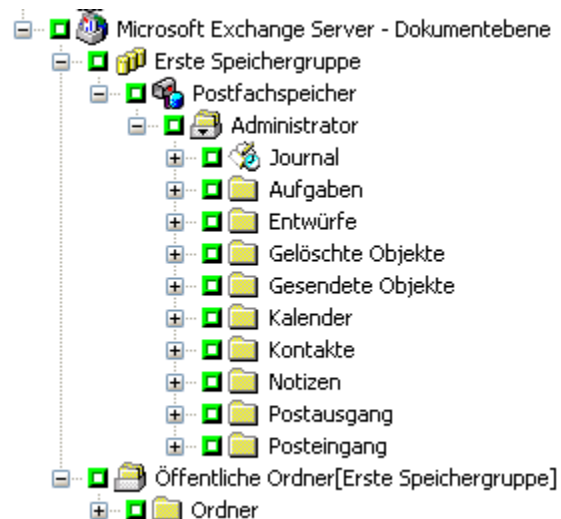 Microsoft Exchange Server - Dokumentebene
Erste Speichergruppe
Postfachspeicher
Administrator
Journal
Aufgaben
Entwürfe
Gelöschte Objekte
Gesendete Objekte
Kalender
Kontakte
Notizen
Postausgang
Posteingang
Öffentliche Ordner[Erste Speichergruppe]
Ordner